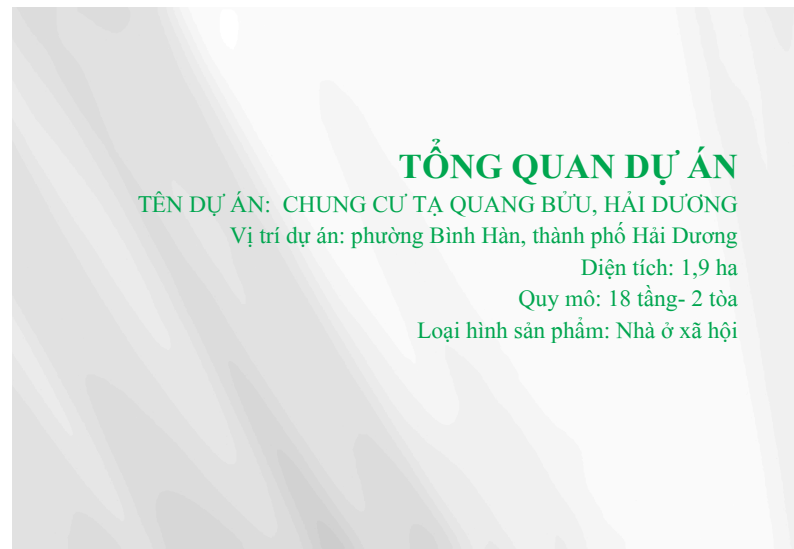 TỔNG QUAN DỰ ÁN
TÊN DỰ ÁN: CHUNG CƯ TẠ QUANG BỬU, HẢI DƯƠNG
Vị trí dự án: phường Bình Hàn, thành phố Hải Dương
Diện tích: 1,9 ha
Quy mô: 18 tầng- 2 tòa
Loại hình sản phẩm: Nhà ở xã hội